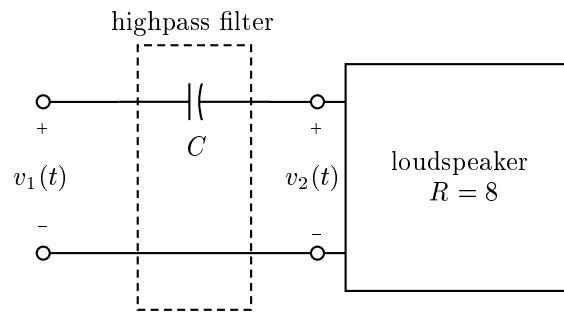 highpass filter
+
C
+
v₁(t)
v₂(t)
loudspeaker
R = 8
−
−